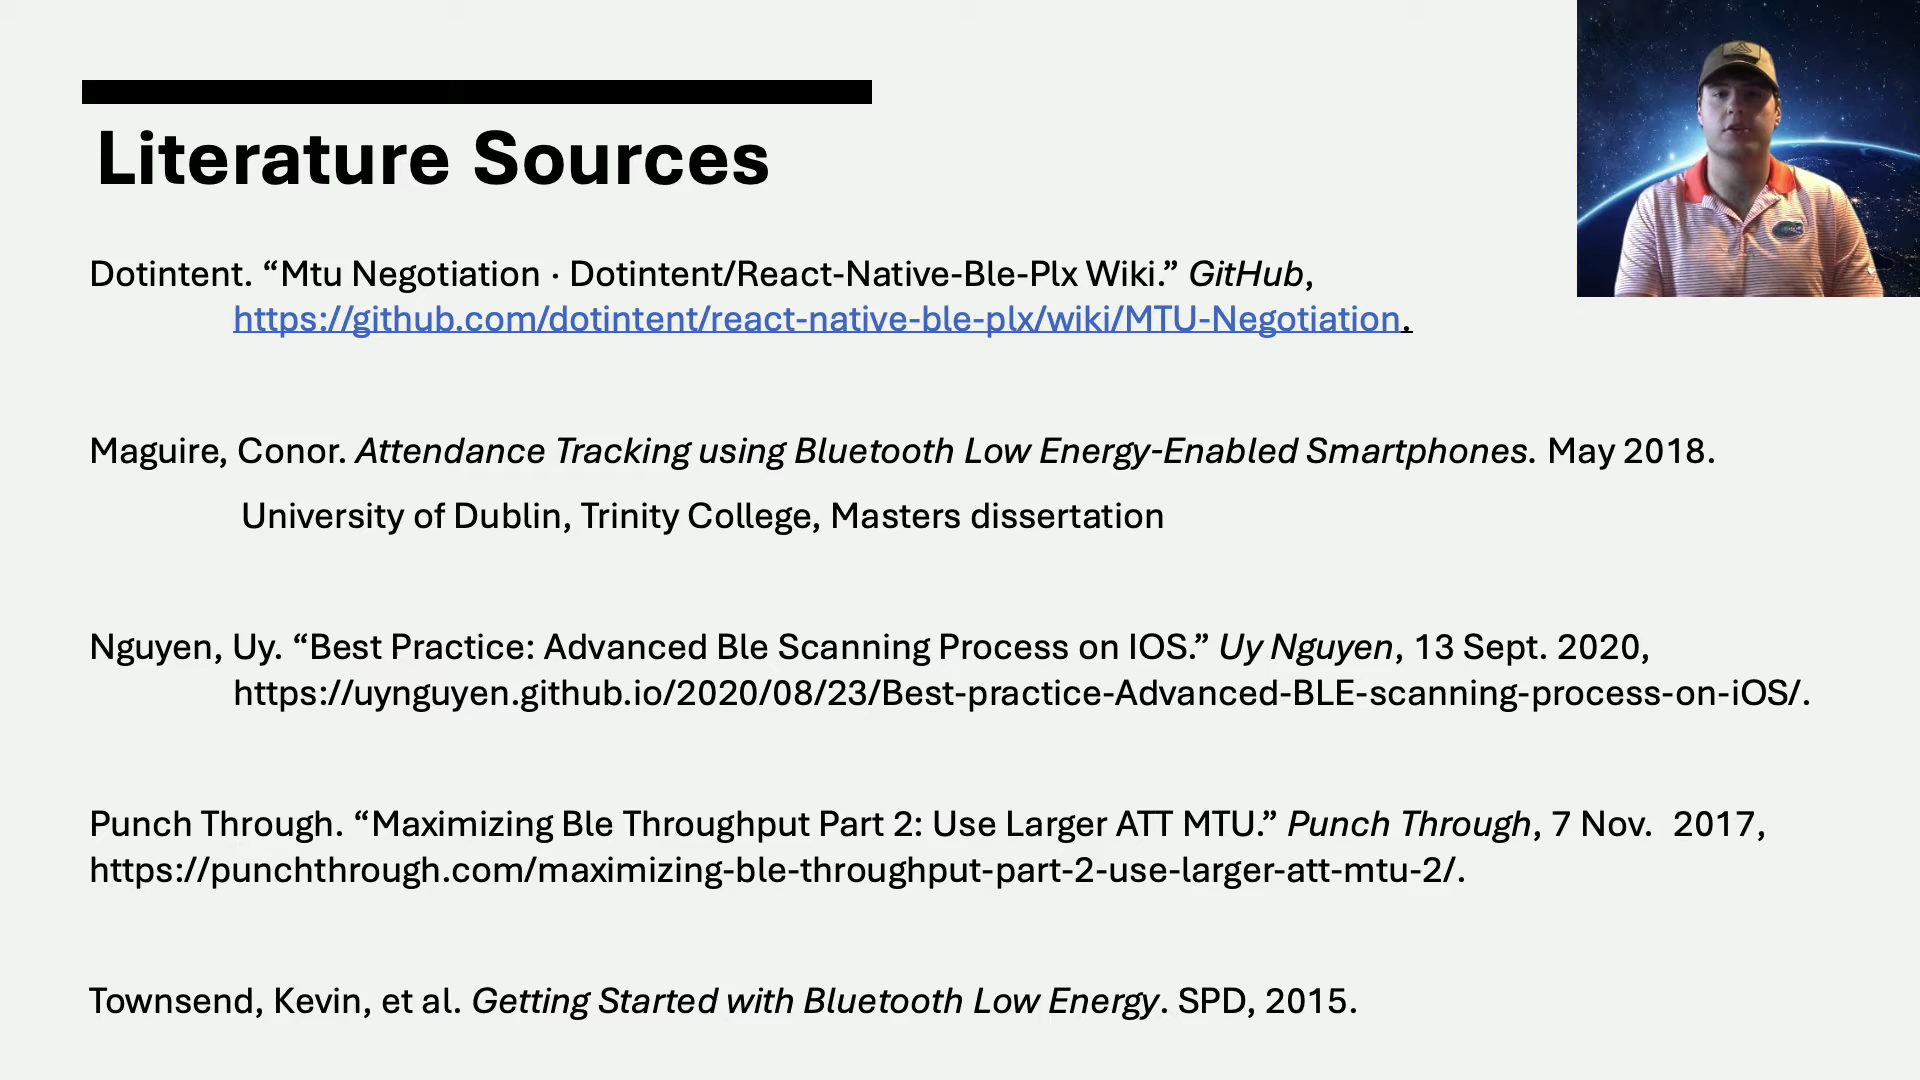 Literature Sources
Dotintent. “Mtu Negotiation · Dotintent/React-Native-Ble-Plx Wiki.” GitHub,
https://github.com/dotintent/react-native-ble-plx/wiki/MTU-Negotiation.
Maguire, Conor. Attendance Tracking using Bluetooth Low Energy-Enabled Smartphones. May 2018.
University of Dublin, Trinity College, Masters dissertation
Nguyen, Uy. “Best Practice: Advanced Ble Scanning Process on IOS.” Uy Nguyen, 13 Sept. 2020,
https://uynguyen.github.io/2020/08/23/Best-practice-Advanced-BLE-scanning-process-on-iOS/.
Punch Through. “Maximizing Ble Throughput Part 2: Use Larger ATT MTU.” Punch Through, 7 Nov.  2017,
https://punchthrough.com/maximizing-ble-throughput-part-2-use-larger-att-mtu-2/.
Townsend, Kevin, et al. Getting Started with Bluetooth Low Energy. SPD, 2015.